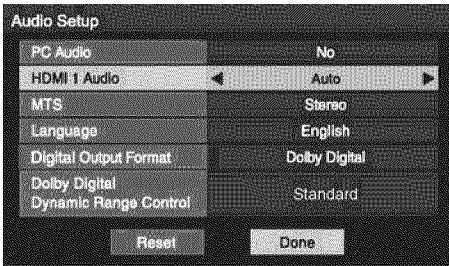 Audio Setup
PC Audio No
HDMI 1 Audio Auto
MTS Stereo
Language English
Digital Output Format Dolby Digital
Dolby Digital
Dynamic Range Control Standard
Reset Done